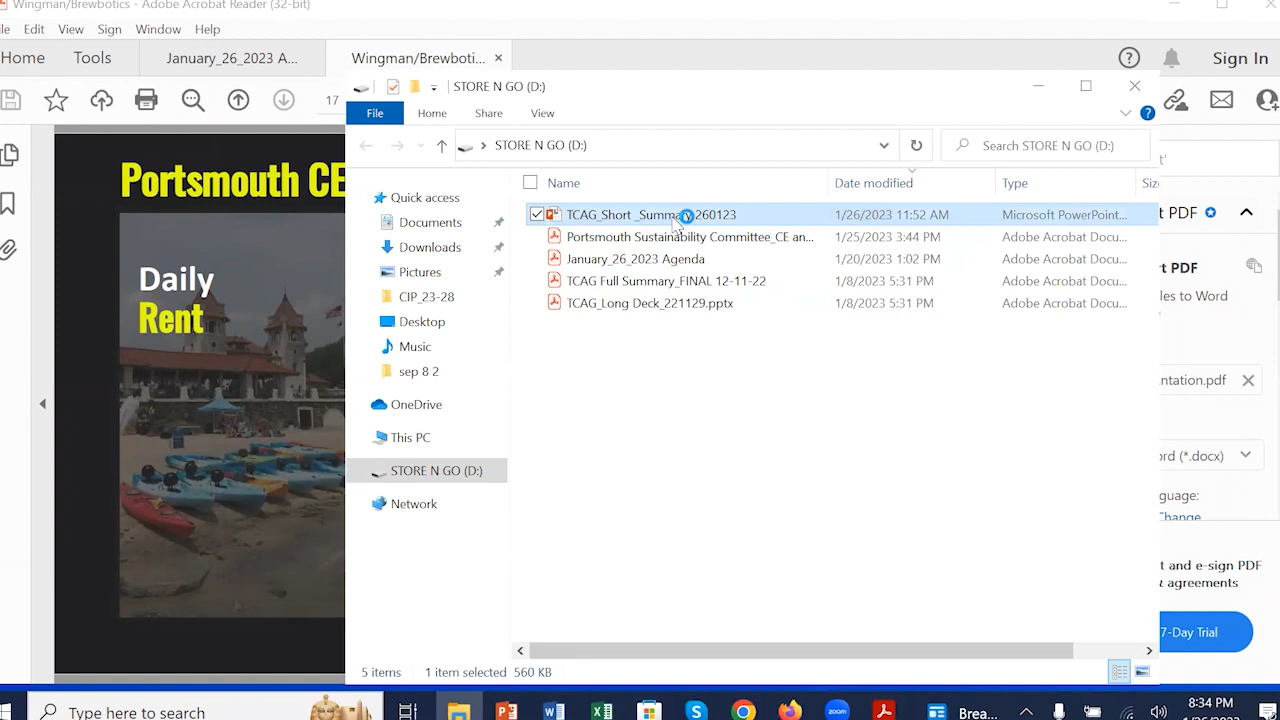 Wingman/Brewbotics - Adobe Acrobat Reader (32-bit)
Edit View Sign Window Help
Home Tools January_26_2023 A... Wingman/Brewboti... × Sign In
17
STORE N GO (D:)
File Home Share View
STORE N GO (D:)
Search STORE N GO (D:)
Name Date modified Type
Quick access
Documents
Downloads
Pictures
CIP_23-28
Desktop
Music
sep 8 2
OneDrive
This PC
STORE N GO (D:)
Network
TCAG_Short _Summary_260123 1/26/2023 11:52 AM Microsoft PowerPoint...
Portsmouth Sustainability Committee_CE an... 1/25/2023 3:44 PM Adobe Acrobat Docu...
January_26_2023 Agenda 1/20/2023 1:02 PM Adobe Acrobat Docu...
TCAG Full Summary_FINAL 12-11-22 1/8/2023 5:31 PM Adobe Acrobat Docu...
TCAG_Long Deck_221129.pptx 1/8/2023 5:31 PM Adobe Acrobat Docu...
5 items 1 item selected 560 KB
Portsmouth CE
Daily
Rent
PDF
rt PDF
les to Word
ntation.pdf
rd (*.docx)
guage:
Change
t and e-sign PDF
& agreements
7-Day Trial
Type here to search
zoom
Brea...
8:34 PM